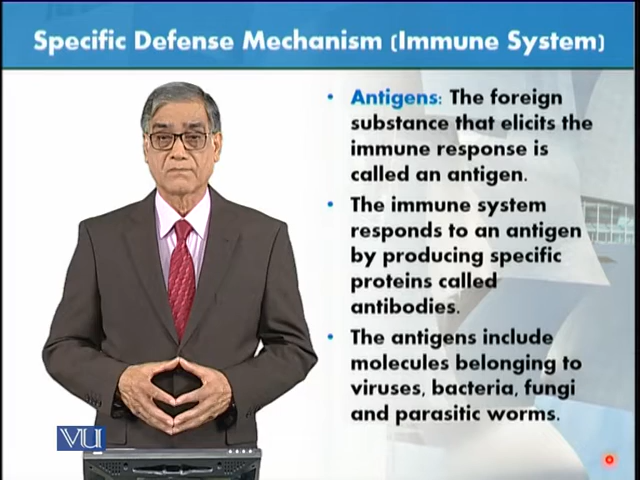 Specific Defense Mechanism (Immune System)
• Antigens: The foreign
substance that elicits the
immune response is
called an antigen.
• The immune system
responds to an antigen
by producing specific
proteins called
antibodies.
• The antigens include
molecules belonging to
viruses, bacteria, fungi
and parasitic worms.
VU